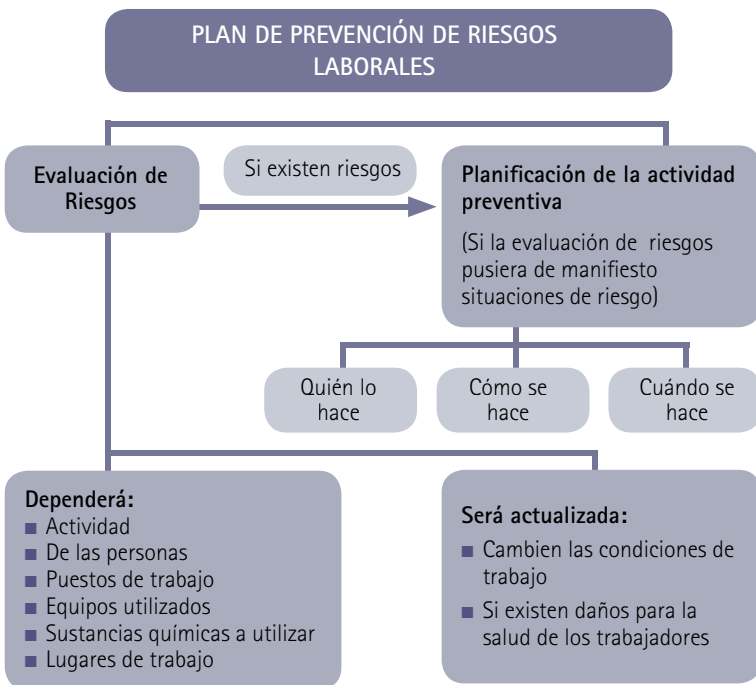 PLAN DE PREVENCIÓN DE RIESGOS
LABORALES
Evaluación de
Riesgos
Si existen riesgos
Planificación de la actividad
preventiva
(Si la evaluación de riesgos
pusiera de manifiesto
situaciones de riesgo)
Quién lo
hace
Cómo se
hace
Cuándo se
hace
Dependerá:
■ Actividad
■ De las personas
■ Puestos de trabajo
■ Equipos utilizados
■ Sustancias químicas a utilizar
■ Lugares de trabajo
Será actualizada:
■ Cambien las condiciones de
trabajo
■ Si existen daños para la
salud de los trabajadores